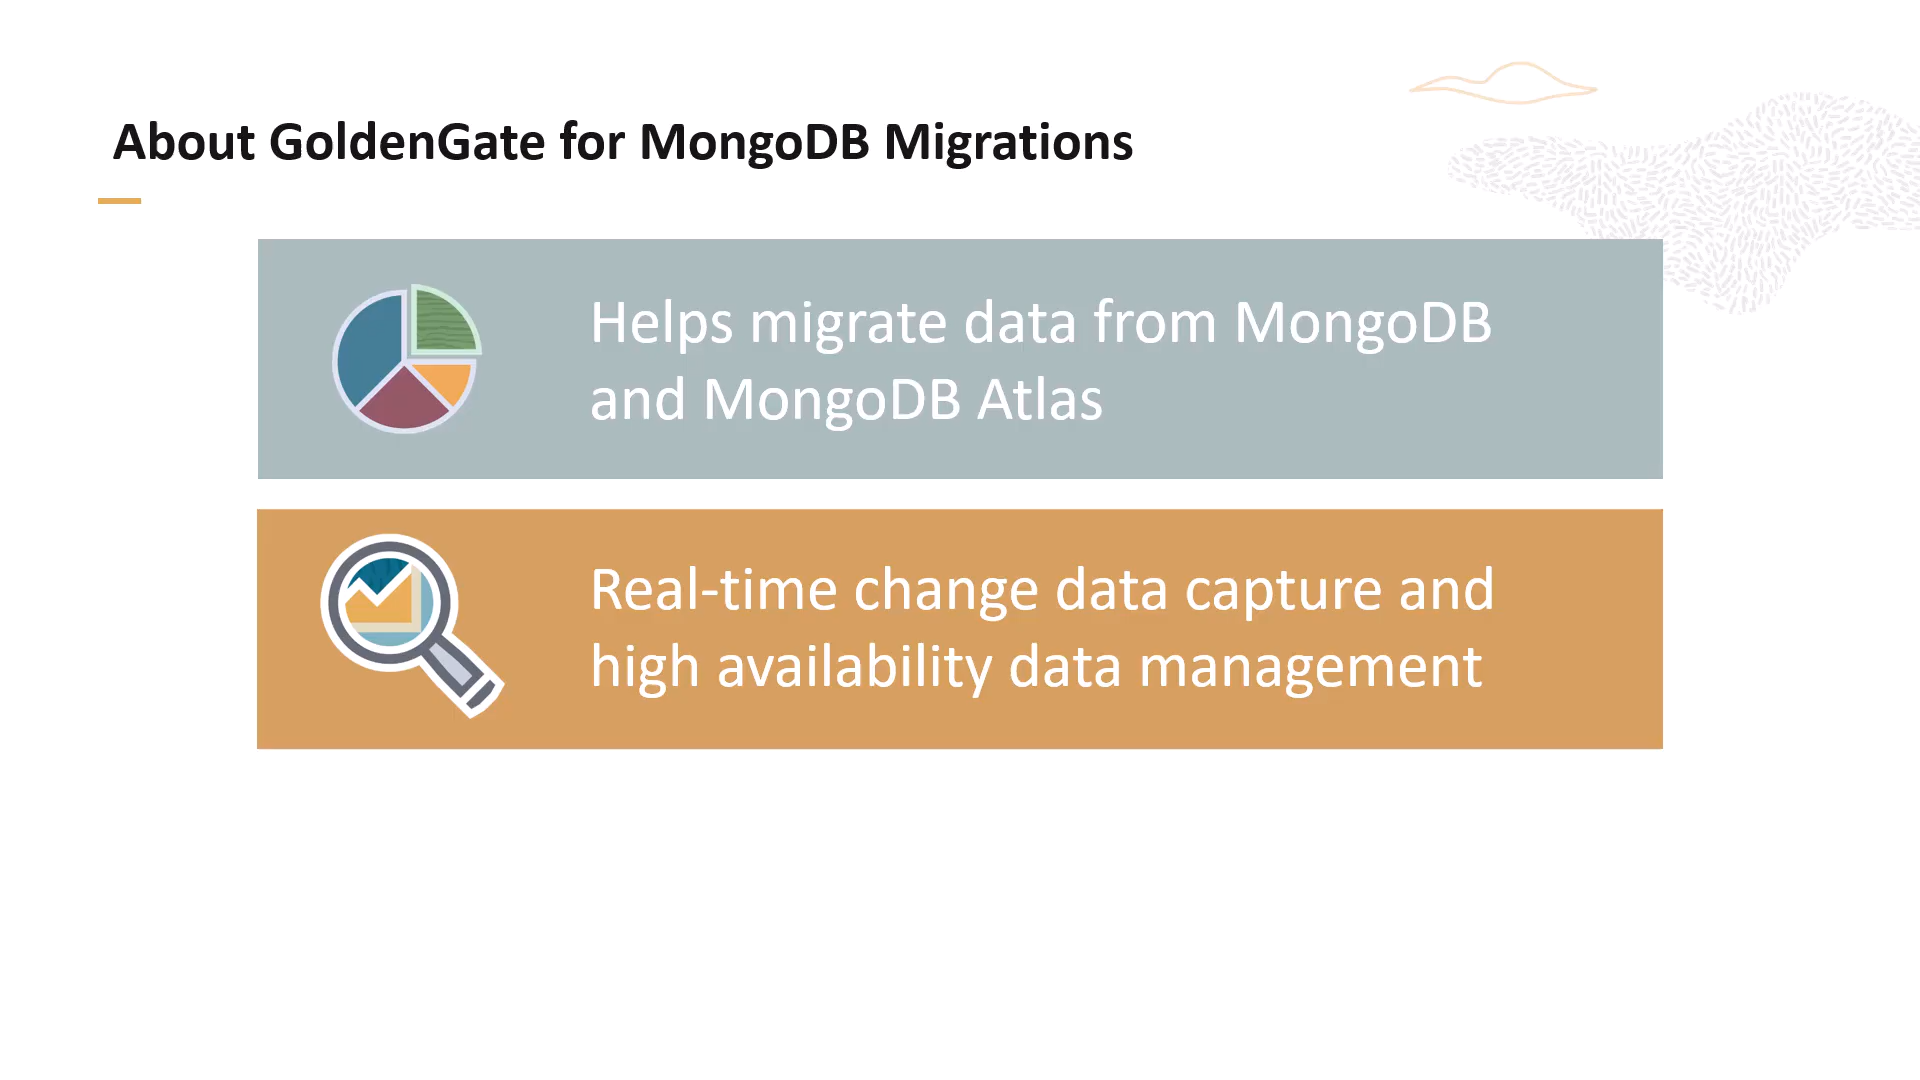 About GoldenGate for MongoDB Migrations
Helps migrate data from MongoDB
and MongoDB Atlas
Real-time change data capture and
high availability data management